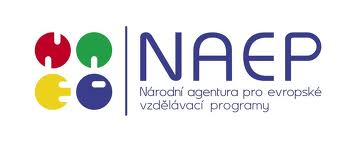 NAEP
Národní agentura pro evropské
vzdělávací programy